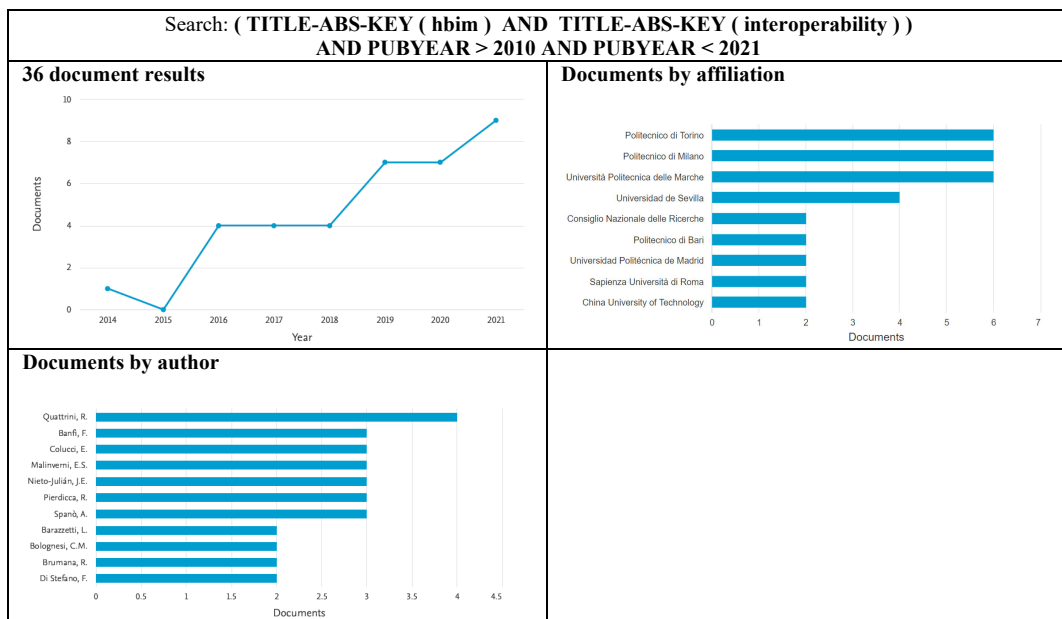 Search: ( TITLE-ABS-KEY ( hbim ) AND TITLE-ABS-KEY ( interoperability ) )
AND PUBYEAR > 2010 AND PUBYEAR < 2021
36 document results
10
8
6
4
2
0
Documents
2014 2015 2016 2017 2018 2019 2020 2021
Year
Documents by affiliation
Politecnico di Torino
Politecnico di Milano
Università Politecnica delle Marche
Universidad de Sevilla
Consiglio Nazionale delle Ricerche
Politecnico di Bari
Universidad Politécnica de Madrid
Sapienza Università di Roma
China University of Technology
0 1 2 3 4 5 6 7
Documents
Documents by author
Quattrini, R.
Banfi, F.
Colucci, E.
Malinverni, E.S.
Nieto-Julián, J.E.
Pierdicca, R.
Spanò, A.
Barazzetti, L.
Bolognesi, C.M.
Brumana, R.
Di Stefano, F.
0 0.5 1 1.5 2 2.5 3 3.5 4 4.5
Documents